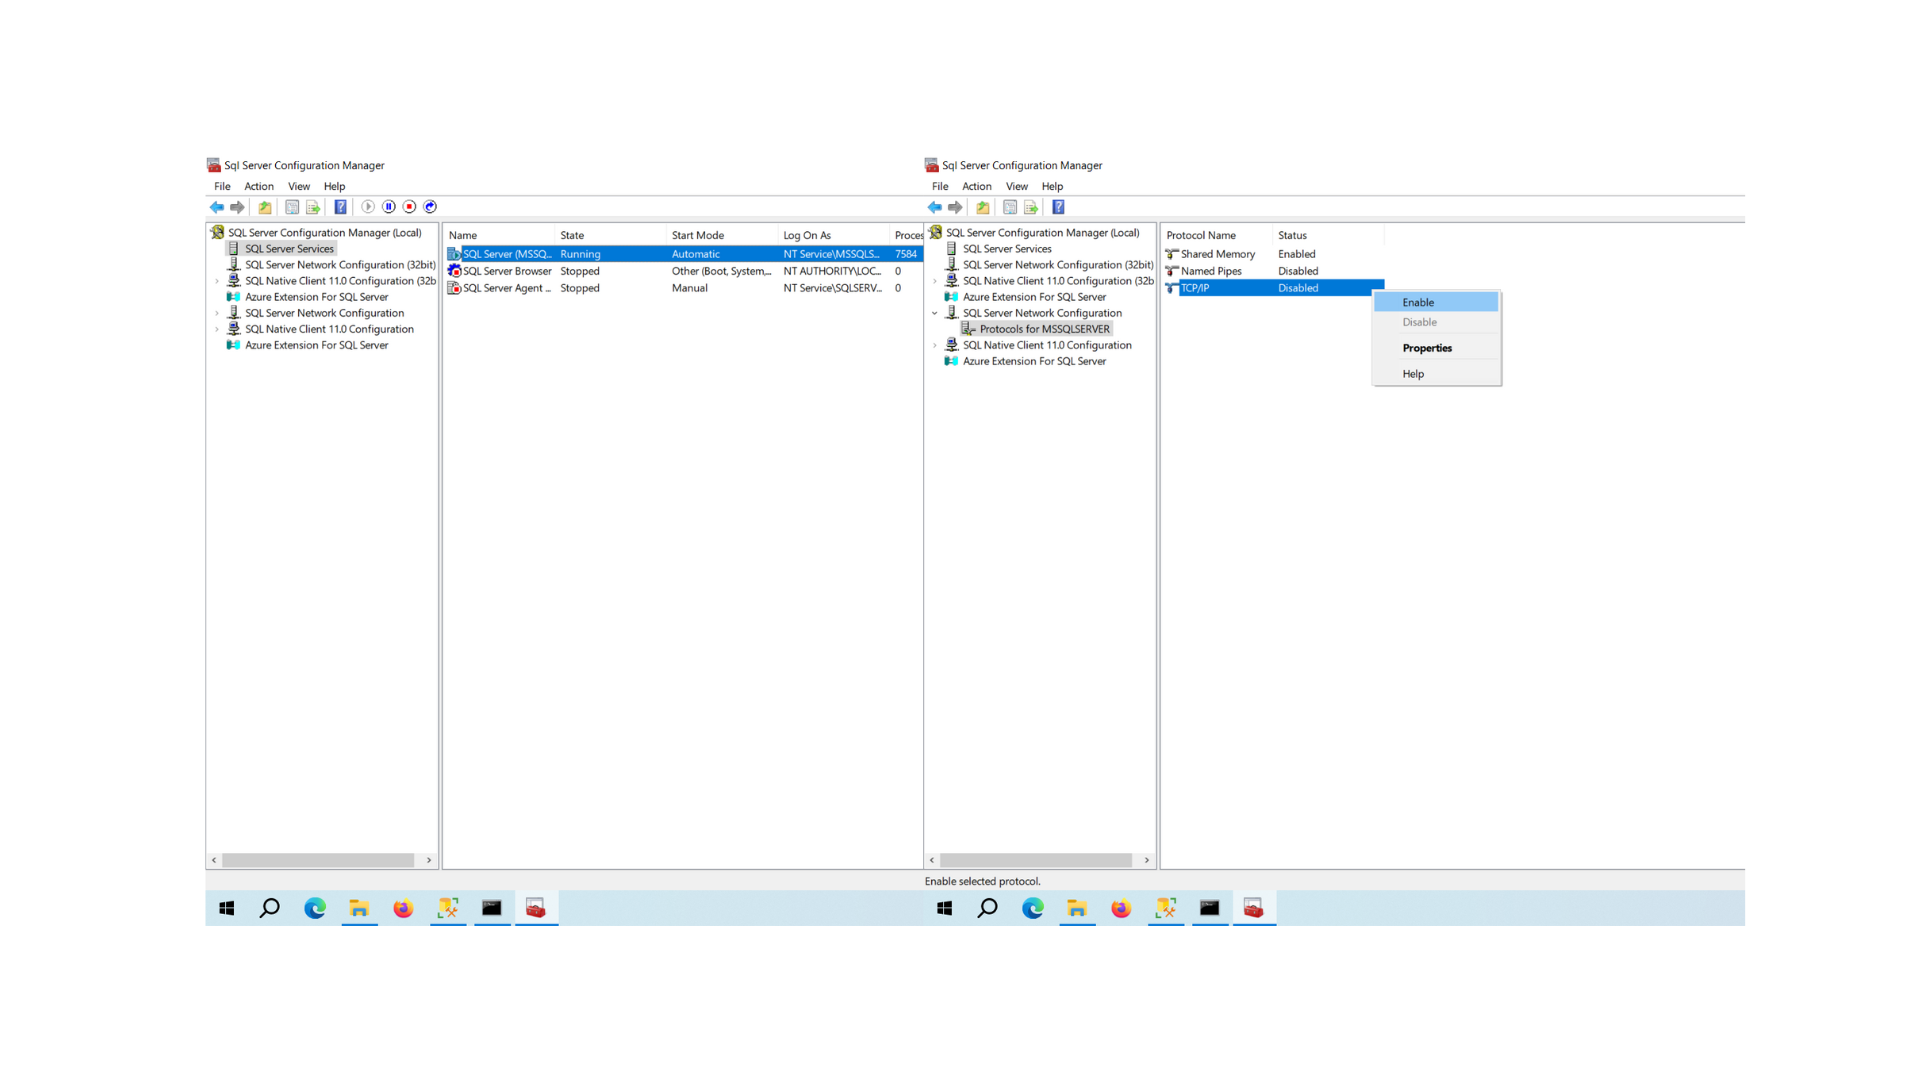 Sql Server Configuration Manager
File Action View Help
SQL Server Configuration Manager (Local)
SQL Server Services
SQL Server Network Configuration (32bit)
SQL Native Client 11.0 Configuration (32b
Azure Extension For SQL Server
SQL Server Network Configuration
SQL Native Client 11.0 Configuration
Azure Extension For SQL Server
Name State Start Mode Log On As Proces
SQL Server (MSSQ... Running Automatic NT Service\MSSQLS... 7584
SQL Server Browser Stopped Other (Boot, System,... NT AUTHORITY\LOC... 0
SQL Server Agent ... Stopped Manual NT Service\SQLSERV... 0
Sql Server Configuration Manager
File Action View Help
SQL Server Configuration Manager (Local)
SQL Server Services
SQL Server Network Configuration (32bit)
SQL Native Client 11.0 Configuration (32b
Azure Extension For SQL Server
SQL Server Network Configuration
Protocols for MSSQLSERVER
SQL Native Client 11.0 Configuration
Azure Extension For SQL Server
Protocol Name Status
Shared Memory Enabled
Named Pipes Disabled
TCP/IP Disabled
Enable
Disable
Properties
Help
Enable selected protocol.